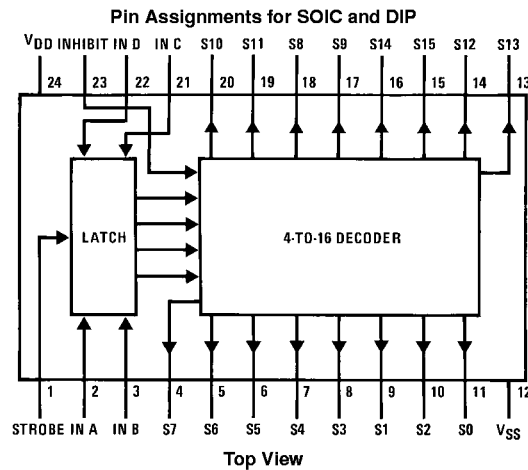 Pin Assignments for SOIC and DIP
VDD INHIBIT IN D IN C S10 S11 S8 S9 S14 S15 S12 S13
24 23 22 21 20 19 18 17 16 15 14 13
LATCH
4-TO-16 DECODER
1 2 3 4 5 6 7 8 9 10 11 12
STROBE IN A IN B S7 S6 S5 S4 S3 S1 S2 S0 VSS
Top View